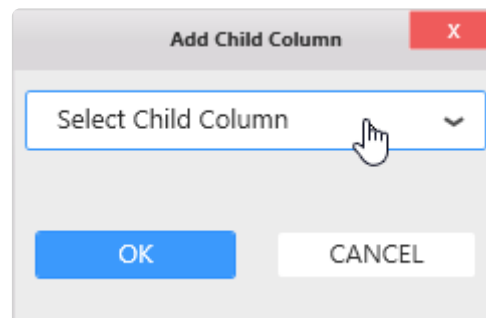 Add Child Column
X
Select Child Column
OK
CANCEL